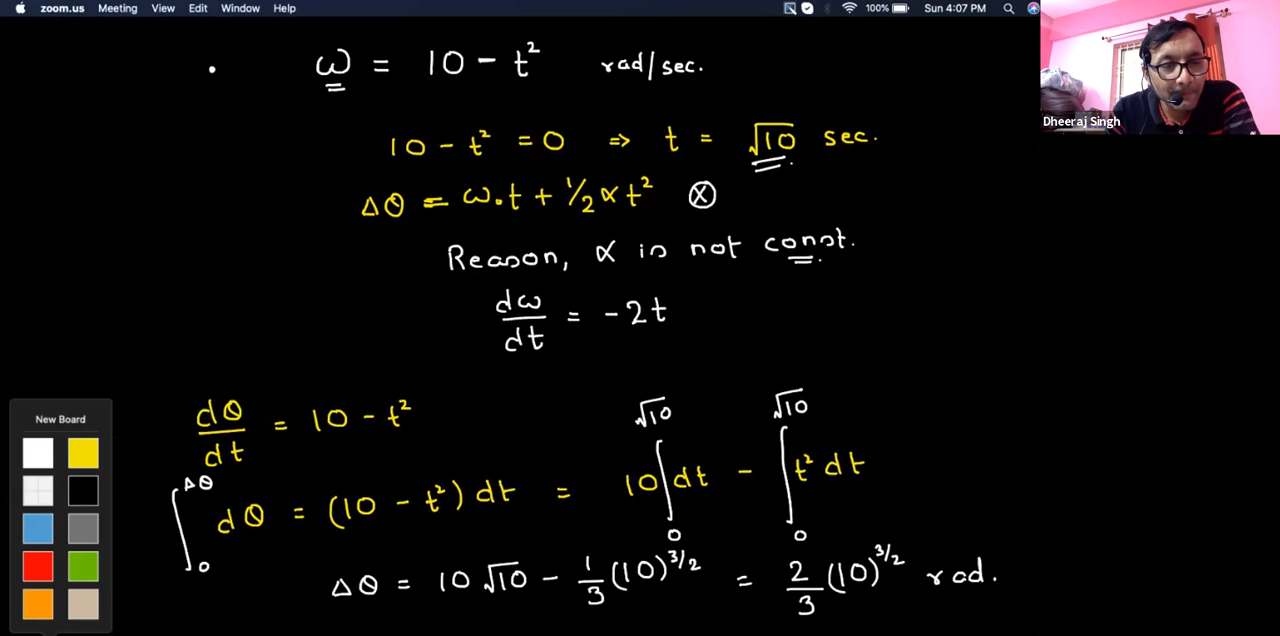 zoom.us Meeting View Edit Window Help 100% Sun 4:07 PM
Dheeraj Singh
. ω = 10 - t² rad/sec.
10 - t² = 0 ⇒ t = √10 sec.
Δθ = ω₀t + 1/2 ∝ t² ⊗
Reason, ∝ is not const.
dω/dt = -2t
dθ/dt = 10 - t²
∫₀^Δθ dθ = (10 - t²) dt = 10 ∫₀^√10 dt - ∫₀^√10 t² dt
Δθ = 10 √10 - 1/3 (10)^3/2 = 2/3 (10)^3/2 rad.
New Board